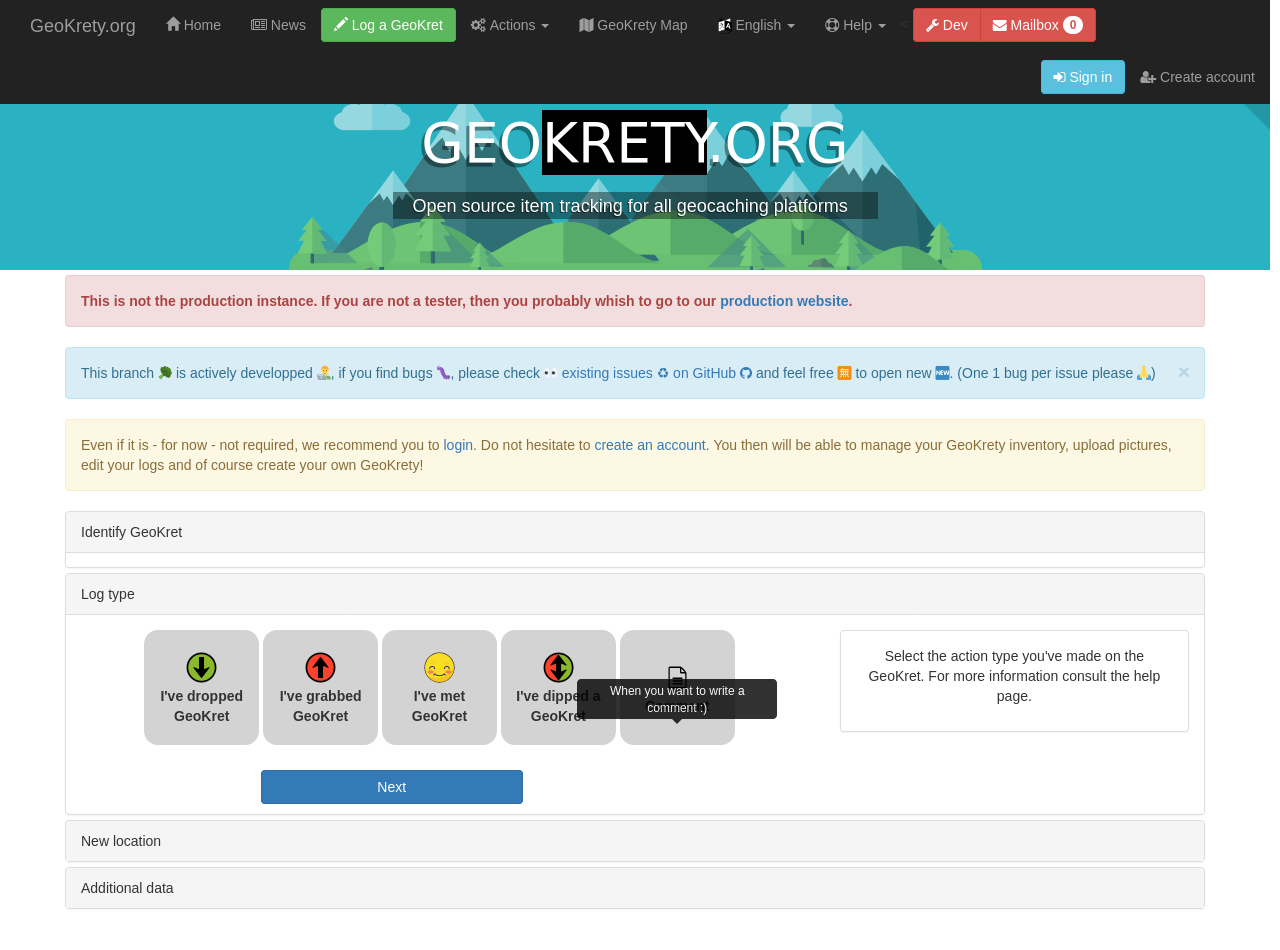 GeoKrety.org Home News Log a GeoKret Actions GeoKrety Map English Help < Dev Mailbox 0
Sign in Create account
GEOKRETY.ORG
Open source item tracking for all geocaching platforms
This is not the production instance. If you are not a tester, then you probably whish to go to our production website.
This branch 🥦 is actively developped 👨‍🔬, if you find bugs 🐛, please check 👀 existing issues ♻ on GitHub and feel free 🈚 to open new 🆕. (One 1 bug per issue please 🙏) ×
Even if it is - for now - not required, we recommend you to login. Do not hesitate to create an account. You then will be able to manage your GeoKrety inventory, upload pictures,
edit your logs and of course create your own GeoKrety!
Identify GeoKret
Log type
I've dropped
GeoKret
I've grabbed
GeoKret
I've met
GeoKret
I've dipped a
GeoKret
When you want to write a
comment :)
Select the action type you've made on the
GeoKret. For more information consult the help
page.
Next
New location
Additional data